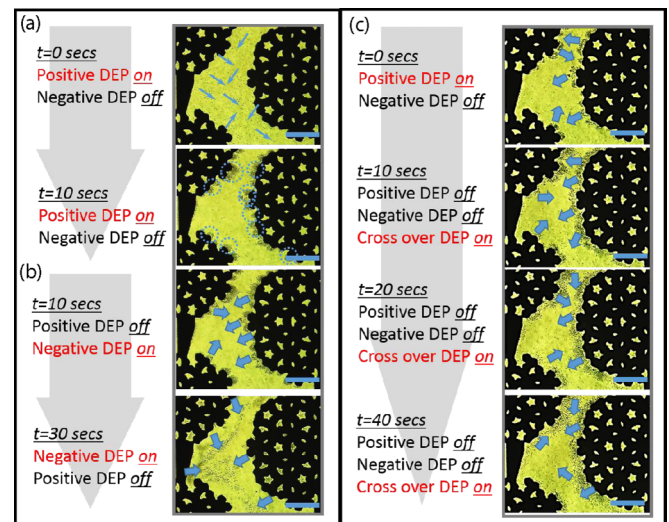 (a)
t=0 secs
Positive DEP on
Negative DEP off
t=10 secs
Positive DEP on
Negative DEP off
(b)
t=10 secs
Positive DEP off
Negative DEP on
t=30 secs
Negative DEP on
Positive DEP off
(c)
t=0 secs
Positive DEP on
Negative DEP off
t=10 secs
Positive DEP off
Negative DEP off
Cross over DEP on
t=20 secs
Positive DEP off
Negative DEP off
Cross over DEP on
t=40 secs
Positive DEP off
Negative DEP off
Cross over DEP on